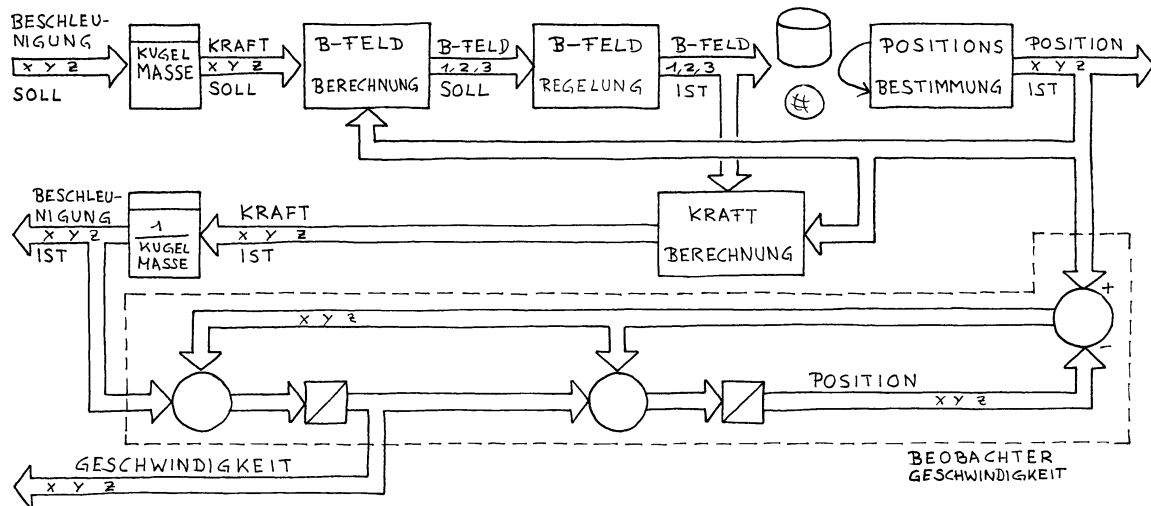 BESCHLEU-
NIGUNG
X Y Z
SOLL
KUGEL
MASSE
KRAFT
X Y Z
SOLL
B-FELD
BERECHNUNG
B-FELD
1,2,3
SOLL
B-FELD
REGELUNG
B-FELD
1,2,3
IST
POSITIONS
BESTIMMUNG
POSITION
X Y Z
IST
BESCHLEU-
NIGUNG
X Y Z
IST
1
KUGEL
MASSE
KRAFT
X Y Z
IST
KRAFT
BERECHNUNG
+
-
X Y Z
POSITION
X Y Z
GESCHWINDIGKEIT
X Y Z
BEOBACHTER
GESCHWINDIGKEIT